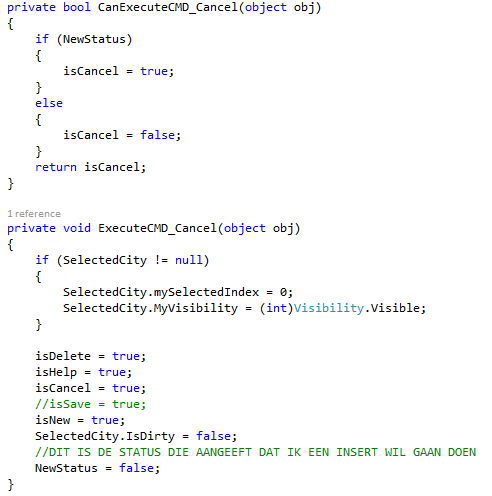 private bool CanExecuteCMD_Cancel(object obj)
{
    if (NewStatus)
    {
        isCancel = true;
    }
    else
    {
        isCancel = false;
    }
    return isCancel;
}
1 reference
private void ExecuteCMD_Cancel(object obj)
{
    if (SelectedCity != null)
    {
        SelectedCity.mySelectedIndex = 0;
        SelectedCity.MyVisibility = (int)Visibility.Visible;
    }
    isDelete = true;
    isHelp = true;
    isCancel = true;
    //isSave = true;
    isNew = true;
    SelectedCity.IsDirty = false;
    //DIT IS DE STATUS DIE AANGEEFT DAT IK EEN INSERT WIL GAAN DOEN
    NewStatus = false;
}